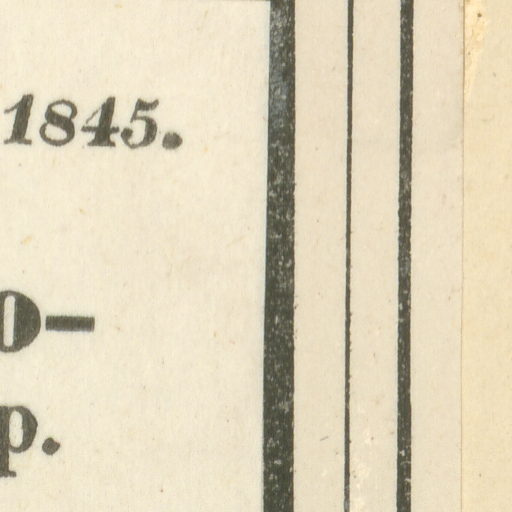 1845.
o-
p.